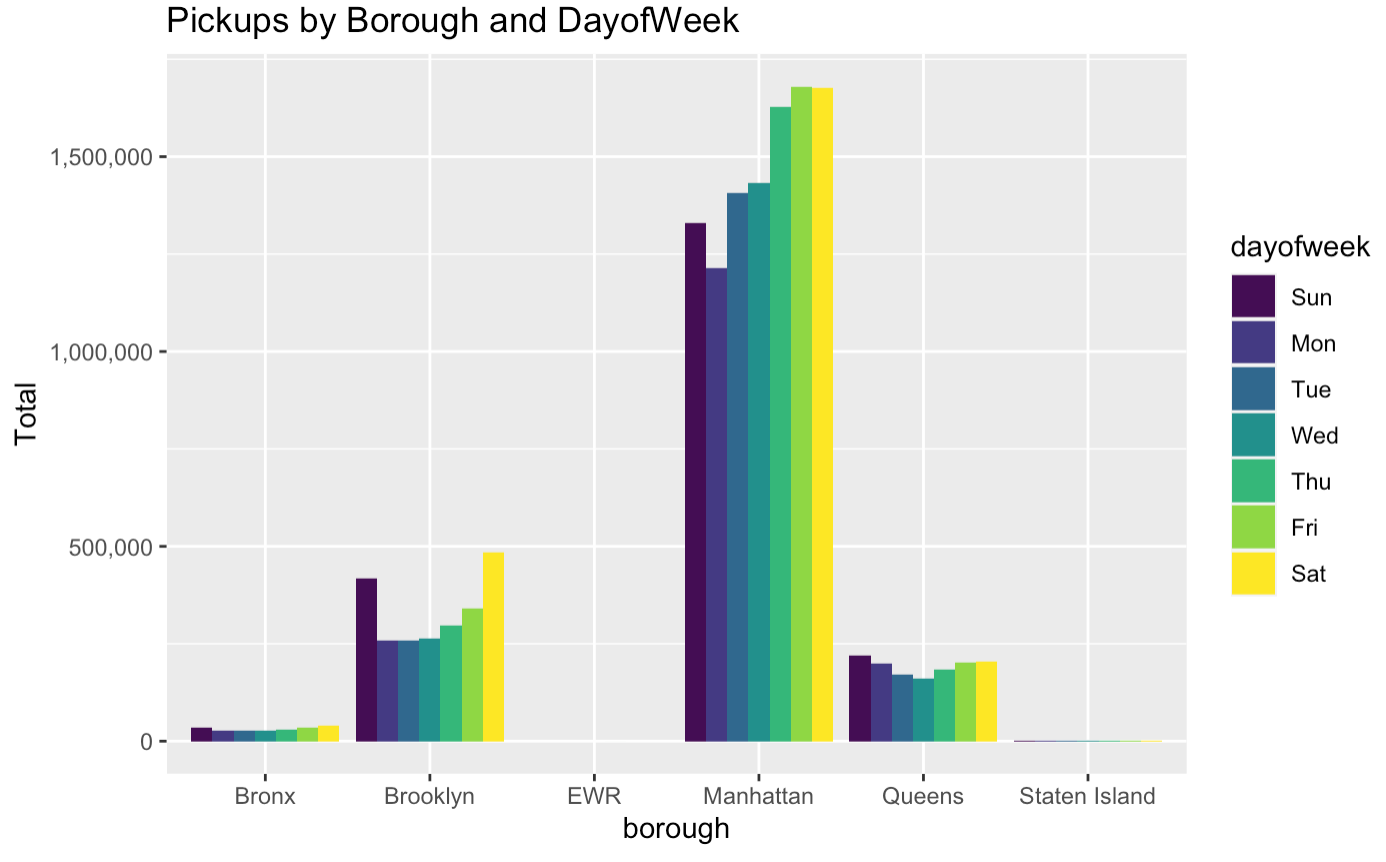 Pickups by Borough and DayofWeek
Total
1,500,000
1,000,000
500,000
0
Bronx
Brooklyn
EWR
Manhattan
Queens
Staten Island
borough
dayofweek
Sun
Mon
Tue
Wed
Thu
Fri
Sat